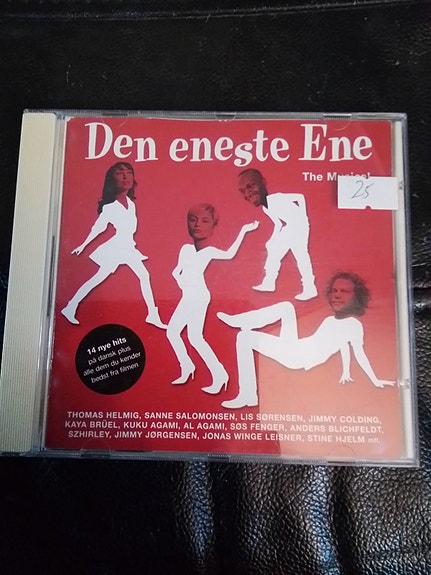 Den eneste Ene
The Musical
25
14 nye hits
på dansk plus
alle dem du kender
bedst fra filmen
THOMAS HELMIG, SANNE SALOMONSEN, LIS SØRENSEN, JIMMY COLDING,
KAYA BRÜEL, KUKU AGAMI, AL AGAMI, SØS FENGER, ANDERS BLICHFELDT,
SZHIRLEY, JIMMY JØRGENSEN, JONAS WINGE LEISNER, STINE HJELM mfl.